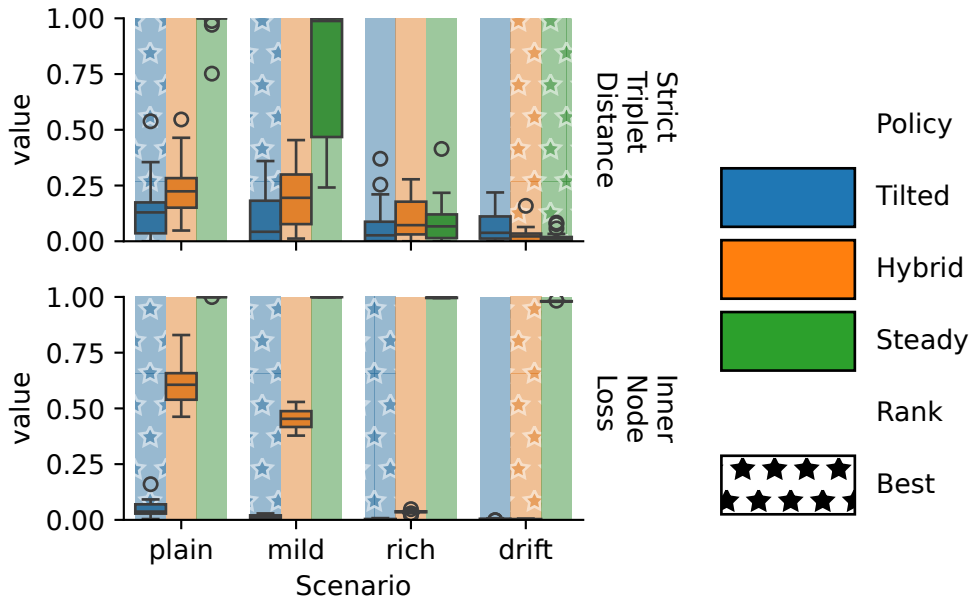 1.00
0.75
0.50
0.25
0.00
value
Strict
Triplet
Distance
1.00
0.75
0.50
0.25
0.00
value
Inner
Node
Loss
plain
mild
rich
drift
Scenario
Policy
Tilted
Hybrid
Steady
Rank
Best